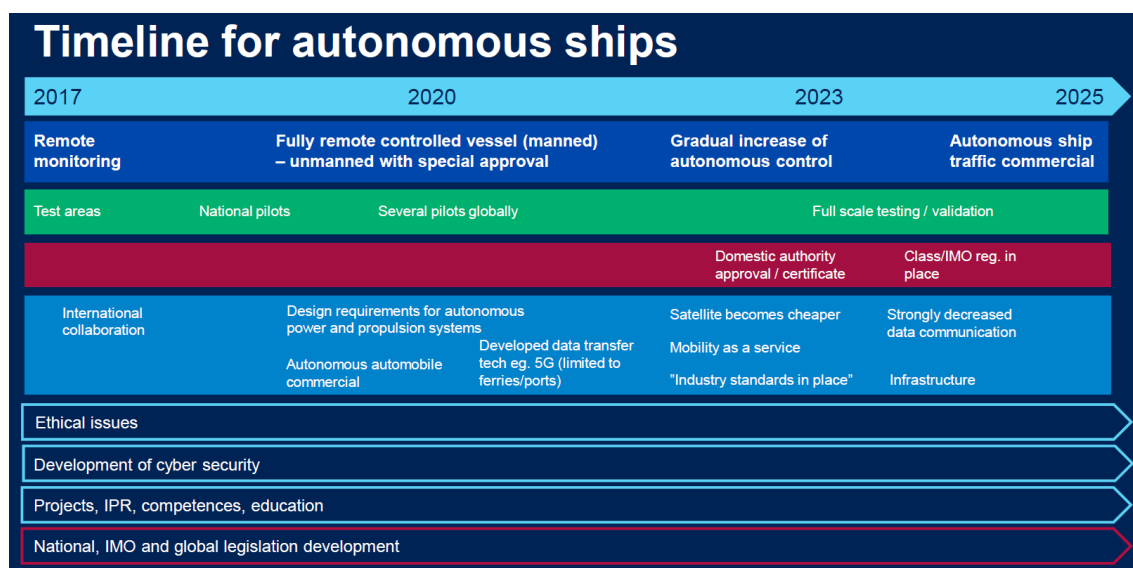 Timeline for autonomous ships
2017
2020
2023
2025
Remote
monitoring
Fully remote controlled vessel (manned)
– unmanned with special approval
Gradual increase of
autonomous control
Autonomous ship
traffic commercial
Test areas
National pilots
Several pilots globally
Full scale testing / validation
Domestic authority
approval / certificate
Class/IMO reg. in
place
International
collaboration
Design requirements for autonomous
power and propulsion systems
Autonomous automobile
commercial
Developed data transfer
tech eg. 5G (limited to
ferries/ports)
Satellite becomes cheaper
Mobility as a service
”Industry standards in place”
Strongly decreased
data communication
Infrastructure
Ethical issues
Development of cyber security
Projects, IPR, competences, education
National, IMO and global legislation development